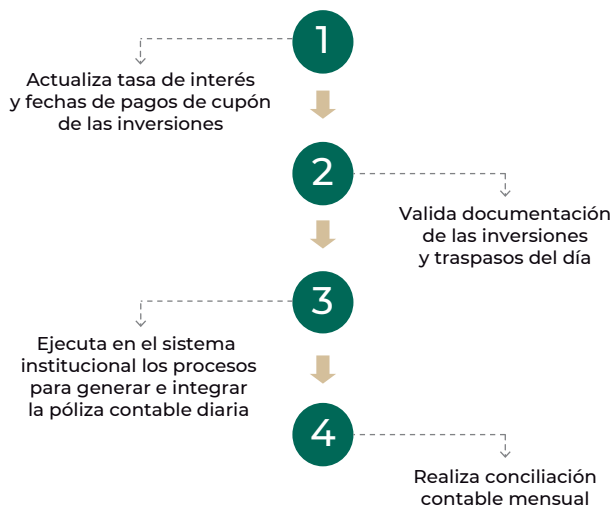 1
Actualiza tasa de interés
y fechas de pagos de cupón
de las inversiones
2
Valida documentación
de las inversiones
y traspasos del día
3
Ejecuta en el sistema
institucional los procesos
para generar e integrar
la póliza contable diaria
4
Realiza conciliación
contable mensual